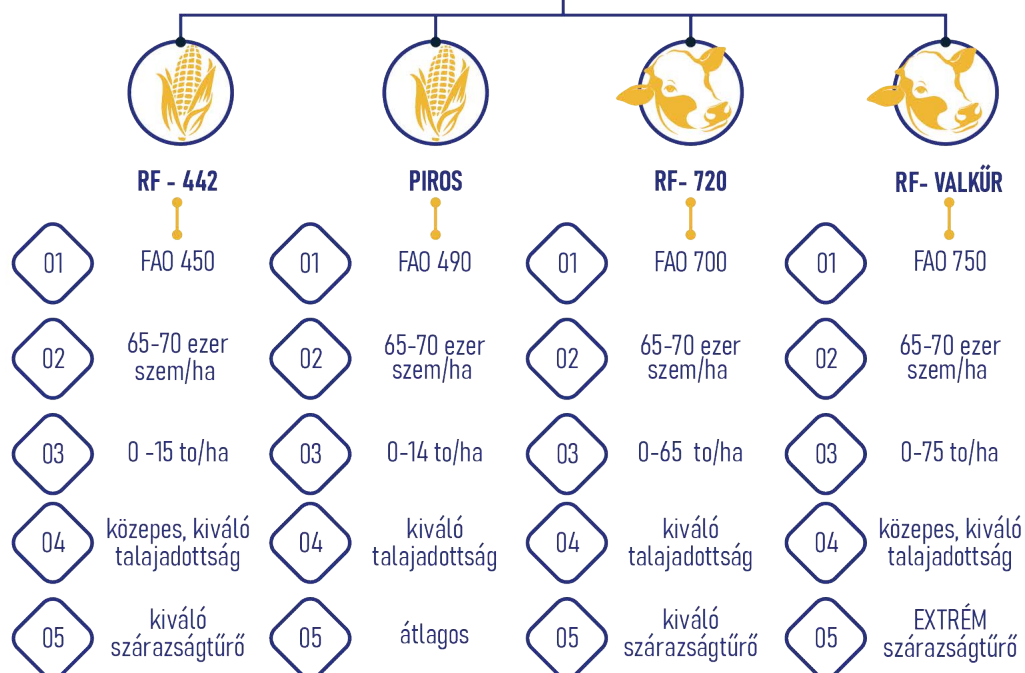 RF - 442
PIROS
RF- 720
RF- VALKŰR
01
FAO 450
01
FAO 490
01
FAO 700
01
FAO 750
02
65-70 ezer
szem/ha
02
65-70 ezer
szem/ha
02
65-70 ezer
szem/ha
02
65-70 ezer
szem/ha
03
0 -15 to/ha
03
0-14 to/ha
03
0-65 to/ha
03
0-75 to/ha
04
közepes, kiváló
talajadottság
04
kiváló
talajadottság
04
kiváló
talajadottság
04
közepes, kiváló
talajadottság
05
kiváló
szárazságtűrő
05
átlagos
05
kiváló
szárazságtűrő
05
EXTRÉM
szárazságtűrő